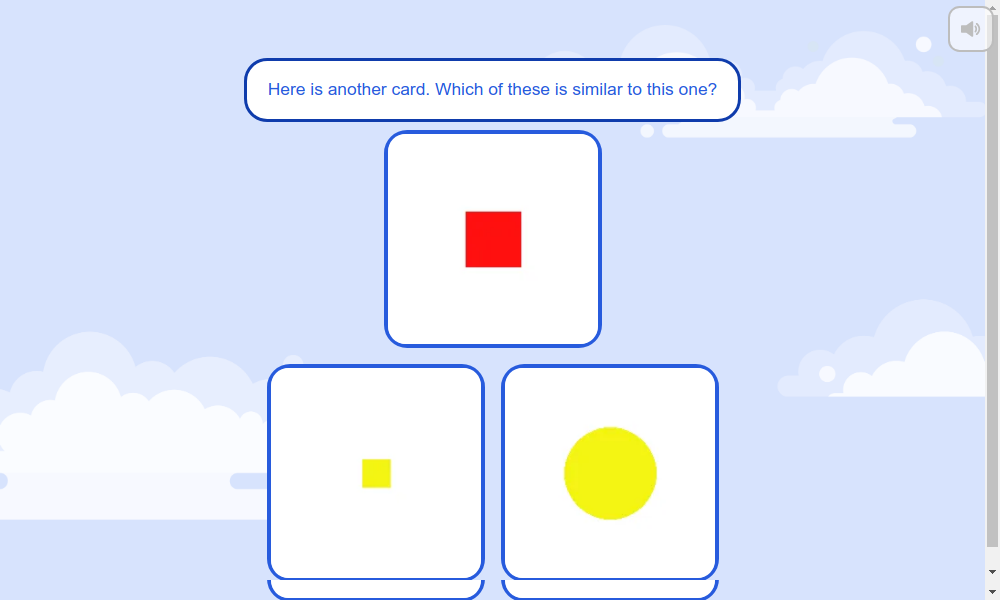 Here is another card. Which of these is similar to this one?